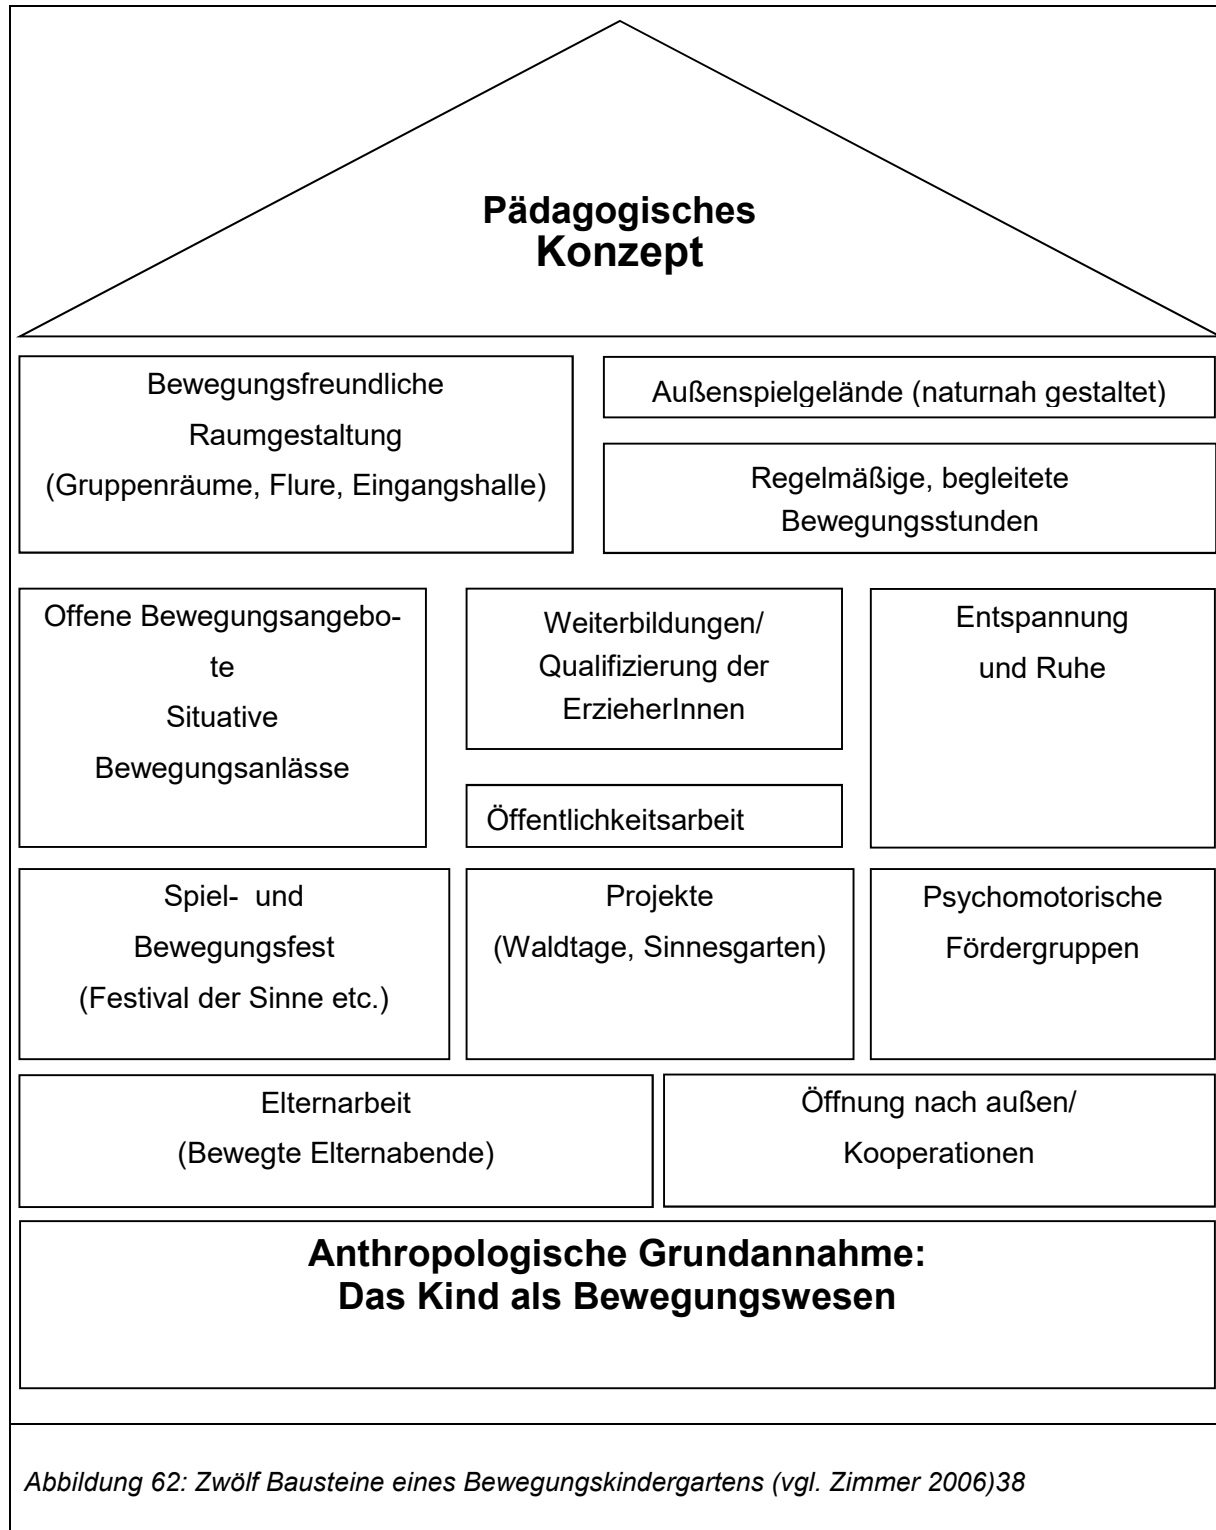 Pädagogisches
Konzept
Bewegungsfreundliche
Raumgestaltung
(Gruppenräume, Flure, Eingangshalle)
Außenspielgelände (naturnah gestaltet)
Regelmäßige, begleitete
Bewegungsstunden
Offene Bewegungsangebo-
te
Situative
Bewegungsanlässe
Weiterbildungen/
Qualifizierung der
ErzieherInnen
Öffentlichkeitsarbeit
Entspannung
und Ruhe
Spiel- und
Bewegungsfest
(Festival der Sinne etc.)
Projekte
(Waldtage, Sinnesgarten)
Psychomotorische
Fördergruppen
Elternarbeit
(Bewegte Elternabende)
Öffnung nach außen/
Kooperationen
Anthropologische Grundannahme:
Das Kind als Bewegungswesen
Abbildung 62: Zwölf Bausteine eines Bewegungskindergartens (vgl. Zimmer 2006)38